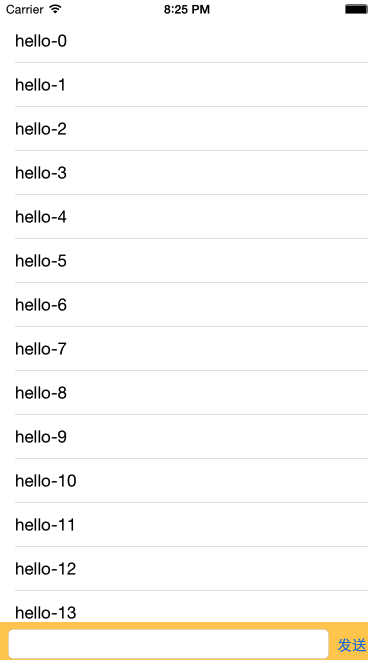 Carrier 8:25 PM
hello-0
hello-1
hello-2
hello-3
hello-4
hello-5
hello-6
hello-7
hello-8
hello-9
hello-10
hello-11
hello-12
hello-13
发送